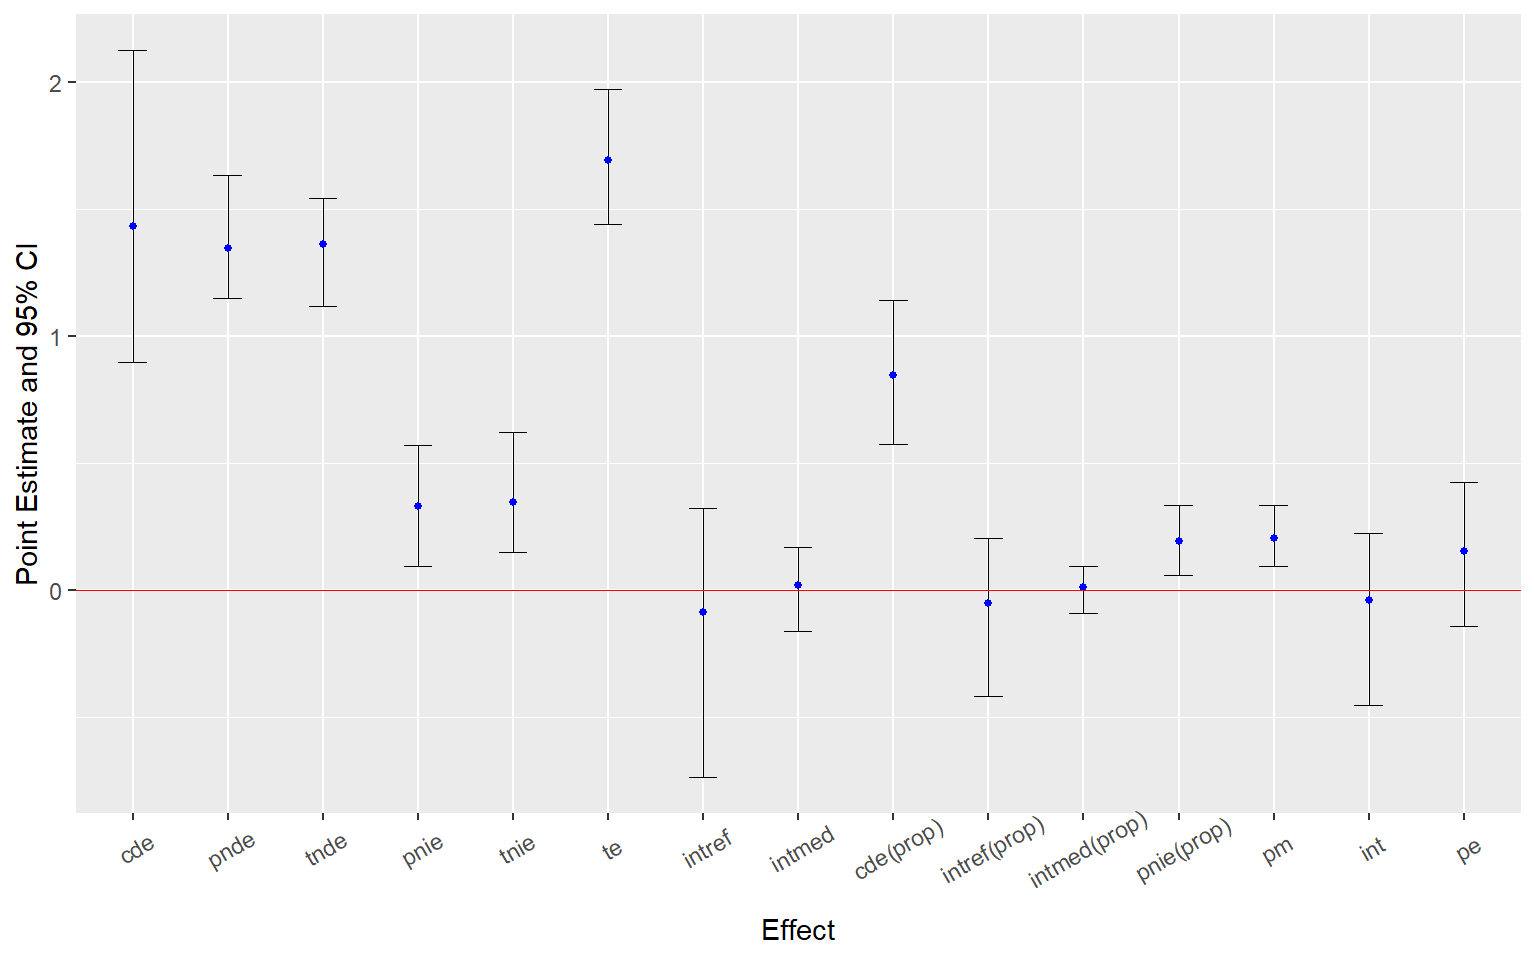 Point Estimate and 95% CI
2
1
0
cde
pnde
tnde
pnie
tnie
te
intref
intmed
cde(prop)
intref(prop)
intmed(prop)
pnie(prop)
pm
int
pe
Effect